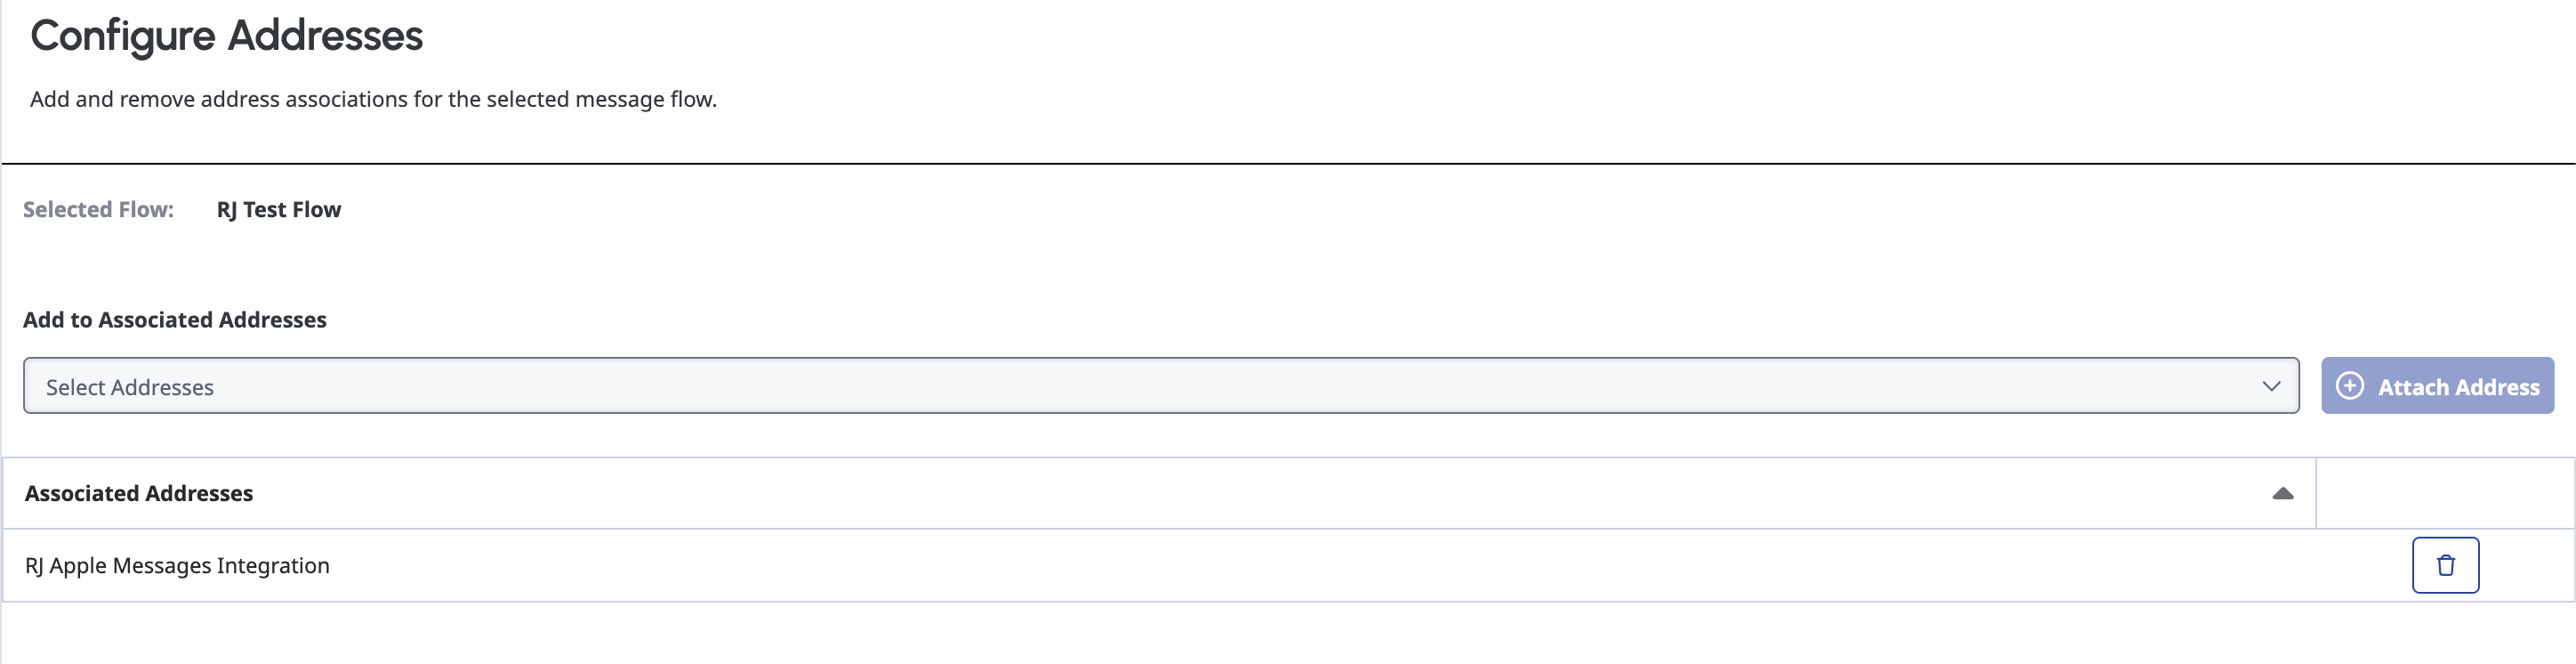 Configure Addresses
Add and remove address associations for the selected message flow.
Selected Flow: RJ Test Flow
Add to Associated Addresses
Select Addresses
Attach Address
Associated Addresses
RJ Apple Messages Integration